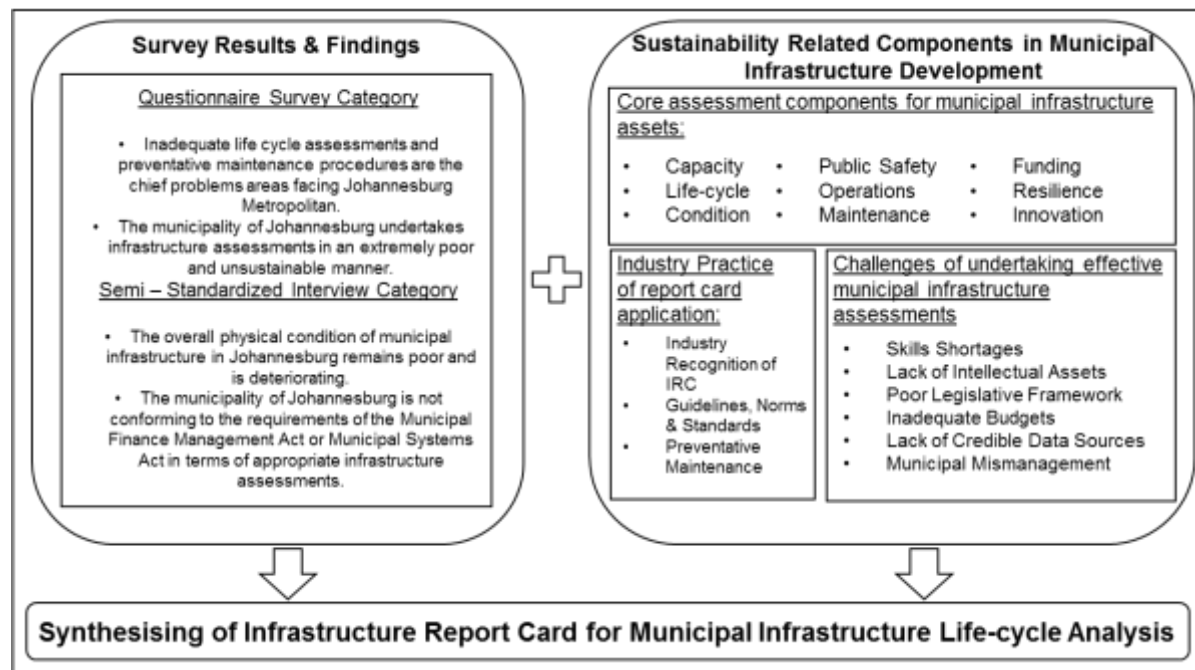 Survey Results & Findings
Questionnaire Survey Category
• Inadequate life cycle assessments and
preventative maintenance procedures are the
chief problems areas facing Johannesburg
Metropolitan.
• The municipality of Johannesburg undertakes
infrastructure assessments in an extremely poor
and unsustainable manner.
Semi – Standardized Interview Category
• The overall physical condition of municipal
infrastructure in Johannesburg remains poor and
is deteriorating.
• The municipality of Johannesburg is not
conforming to the requirements of the Municipal
Finance Management Act or Municipal Systems
Act in terms of appropriate infrastructure
assessments.
Sustainability Related Components in Municipal
Infrastructure Development
Core assessment components for municipal infrastructure
assets:
• Capacity • Public Safety • Funding
• Life-cycle • Operations • Resilience
• Condition • Maintenance • Innovation
Industry Practice
of report card
application:
• Industry
Recognition of
IRC
• Guidelines, Norms
& Standards
• Preventative
Maintenance
Challenges of undertaking effective
municipal infrastructure
assessments
• Skills Shortages
• Lack of Intellectual Assets
• Poor Legislative Framework
• Inadequate Budgets
• Lack of Credible Data Sources
• Municipal Mismanagement
Synthesising of Infrastructure Report Card for Municipal Infrastructure Life-cycle Analysis